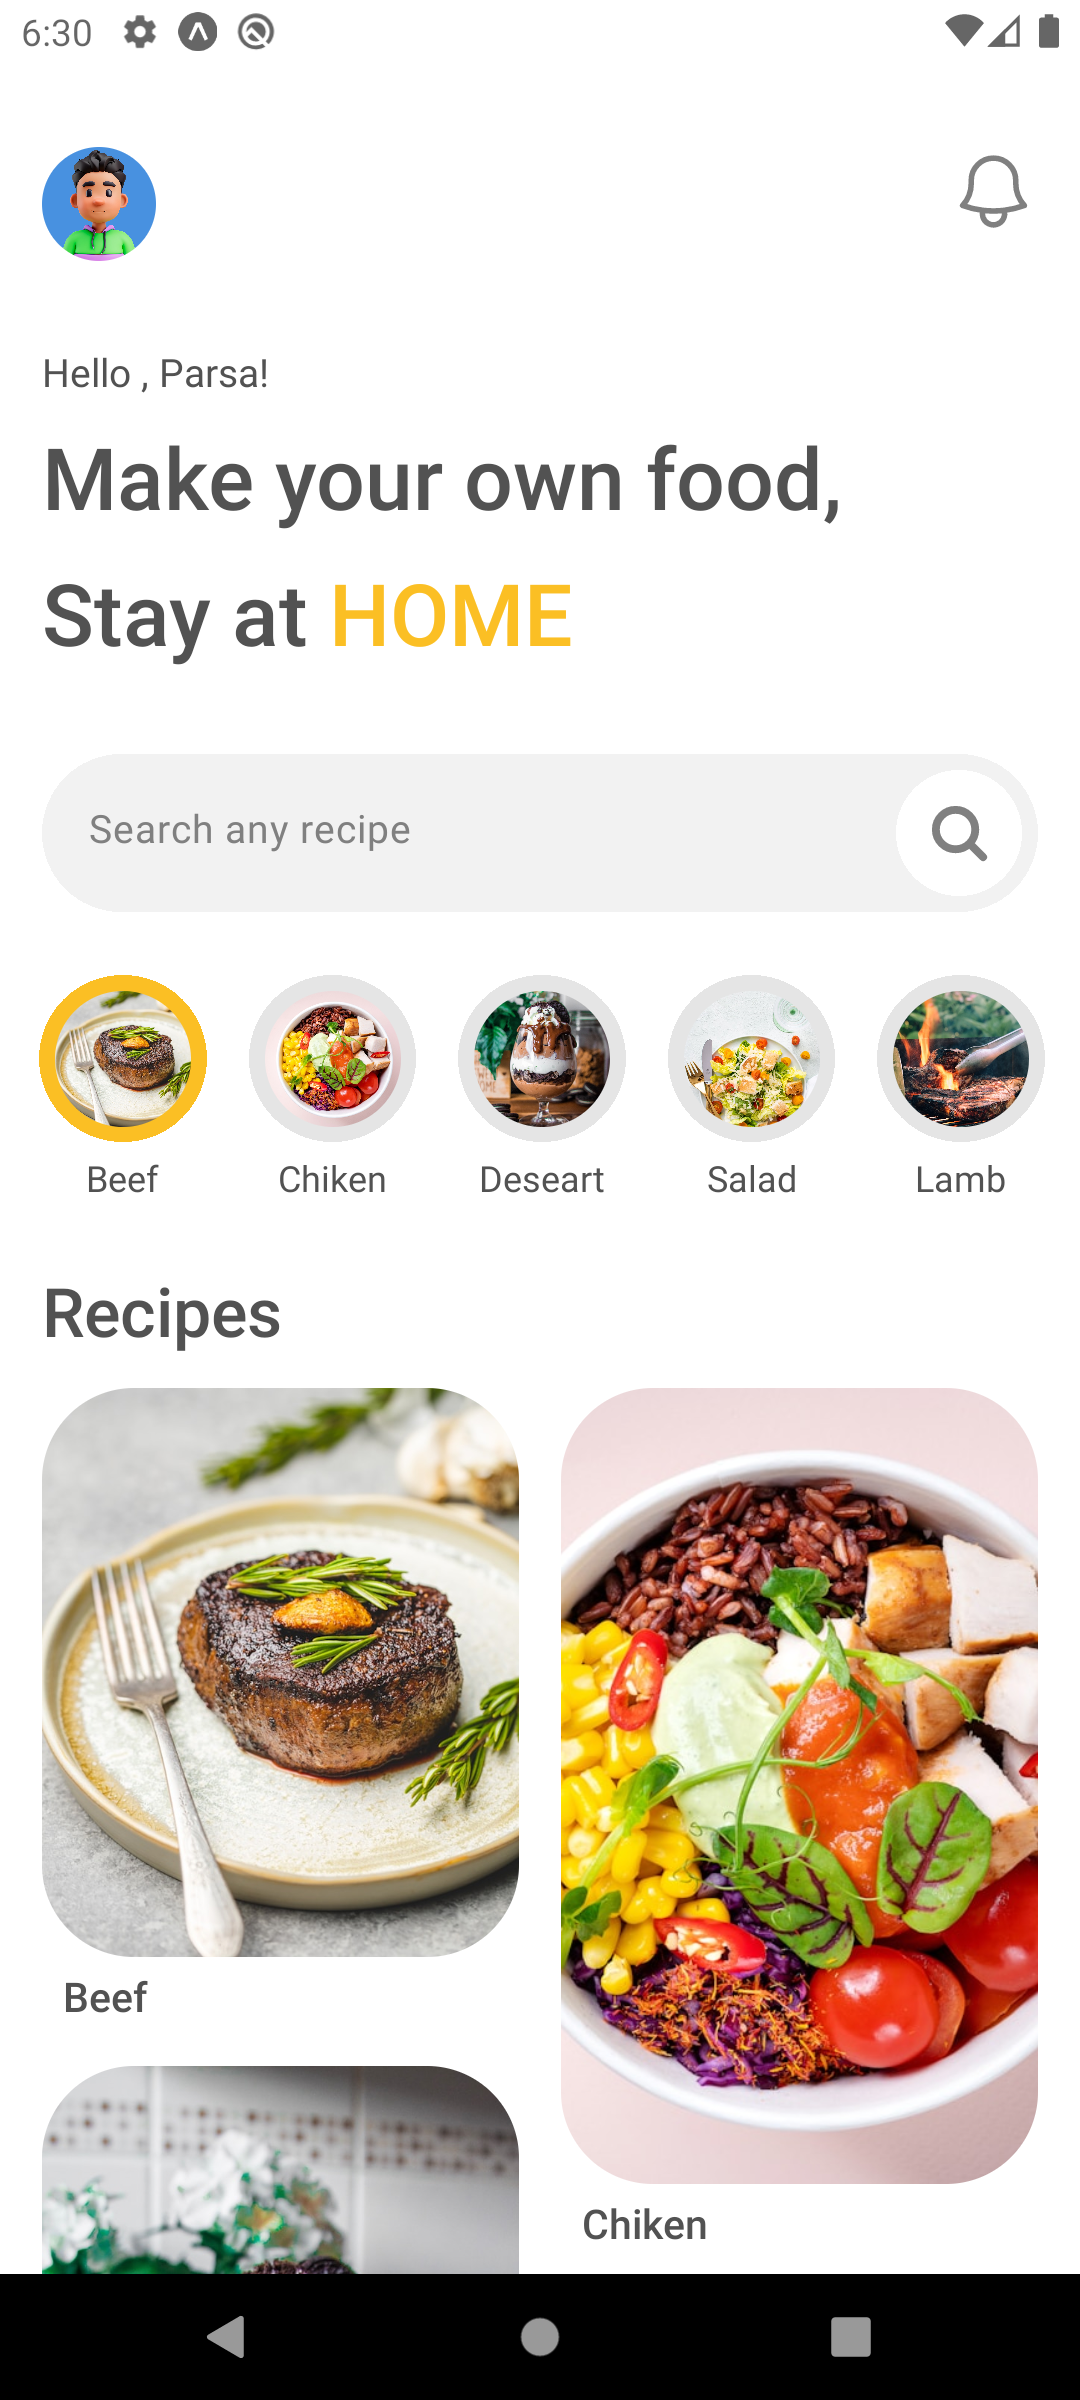 6:30
Hello , Parsa!
Make your own food,
Stay at HOME
Search any recipe
Beef
Chiken
Deseart
Salad
Lamb
Recipes
Beef
Chiken